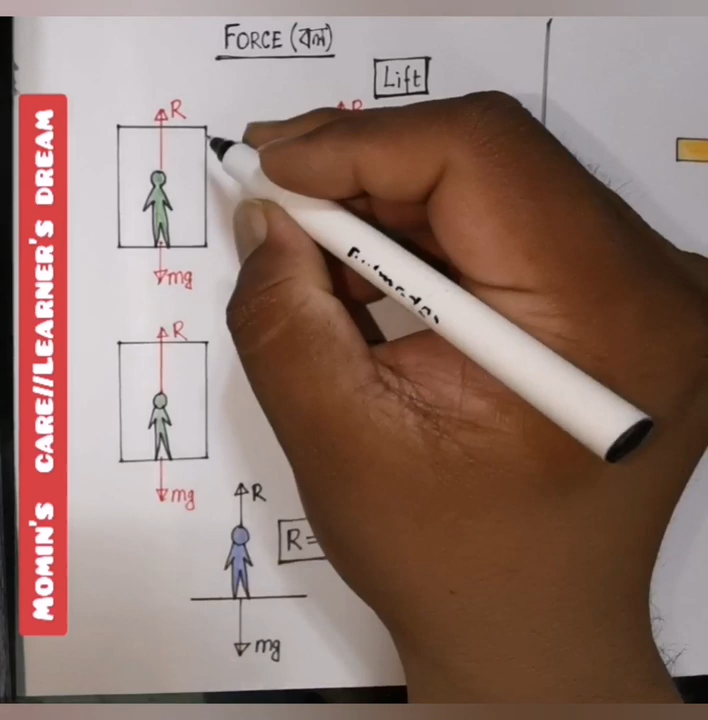 FORCE (বল)
Lift
R
R
mg
R
mg
R
R=
mg
MOMIN'S CARE//LEARNER'S DREAM